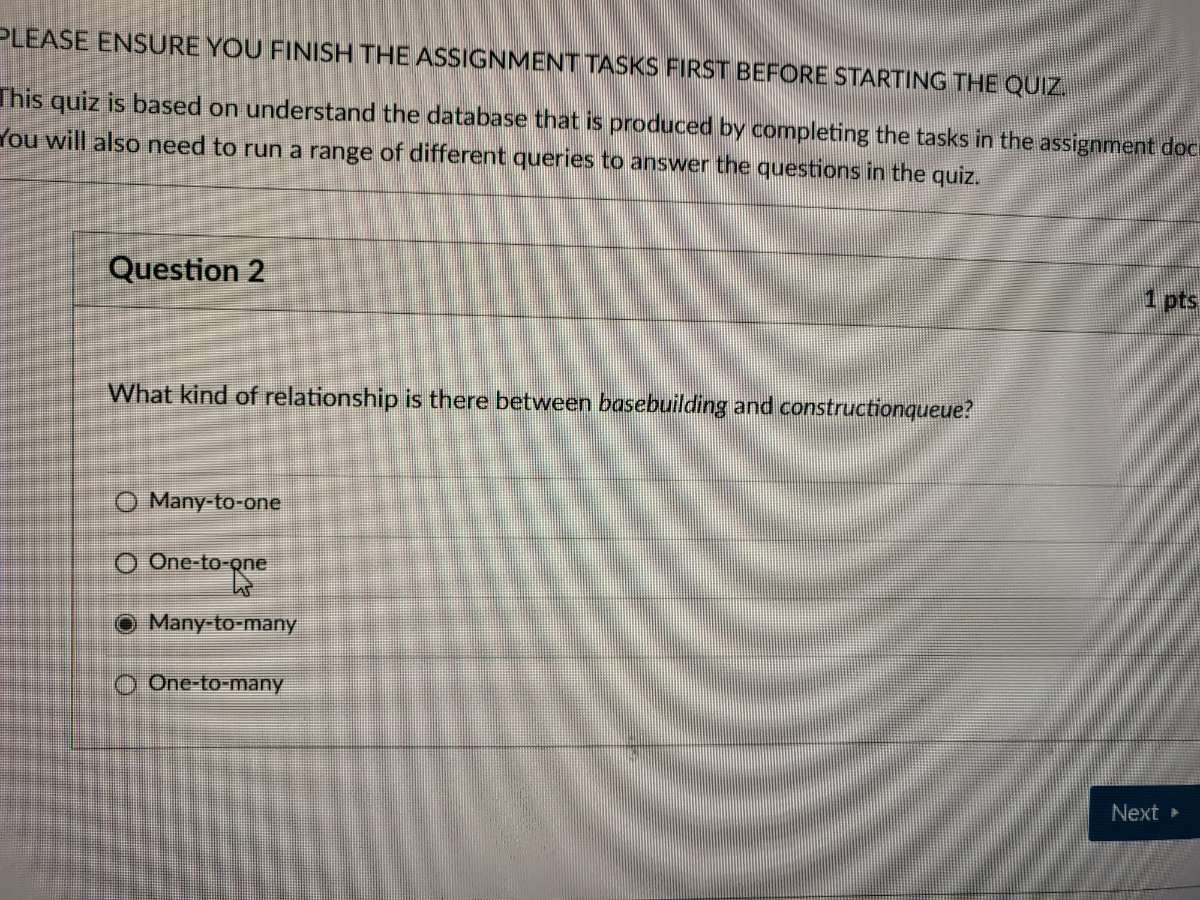 PLEASE ENSURE YOU FINISH THE ASSIGNMENT TASKS FIRST BEFORE STARTING THE QUIZ.
This quiz is based on understand the database that is produced by completing the tasks in the assignment doc
You will also need to run a range of different queries to answer the questions in the quiz.
Question 2
1 pts
What kind of relationship is there between basebuilding and constructionqueue?
Many-to-one
One-to-one
Many-to-many
One-to-many
Next